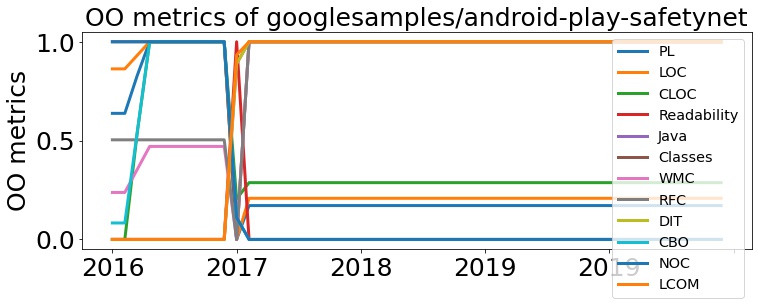 OO metrics of googlesamples/android-play-safetynet
OO metrics
1.0
0.5
0.0
2016
2017
2018
2019
2019
PL
LOC
CLOC
Readability
Java
Classes
WMC
RFC
DIT
CBO
NOC
LCOM